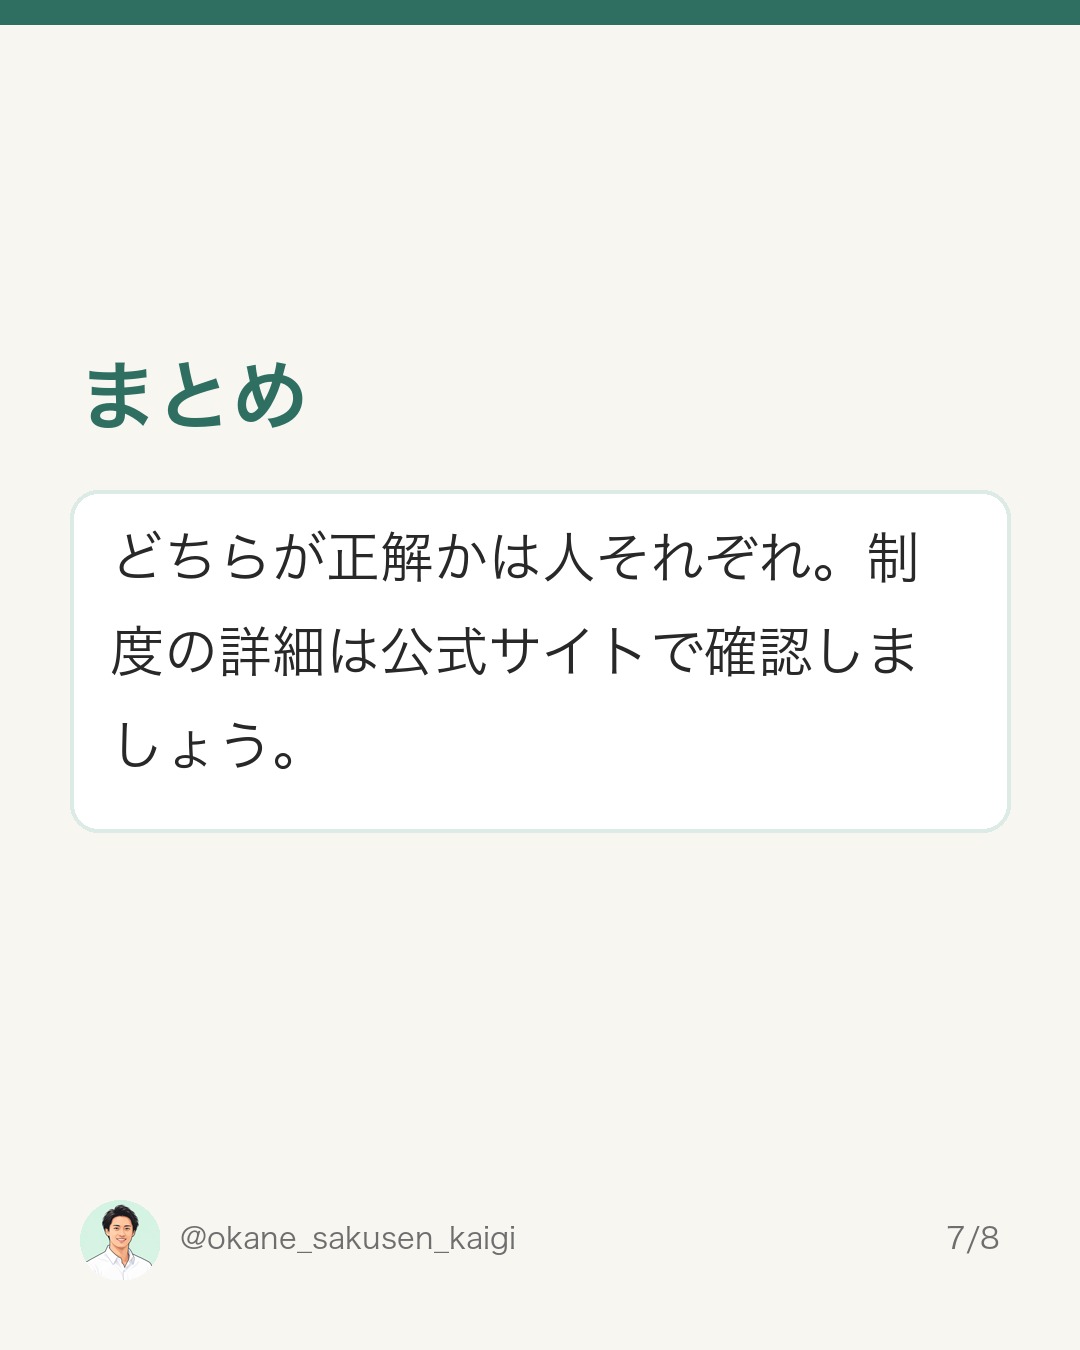 まとめ
どちらが正解かは人それぞれ。制
度の詳細は公式サイトで確認しま
しょう。
@okane_sakusen_kaigi
7/8